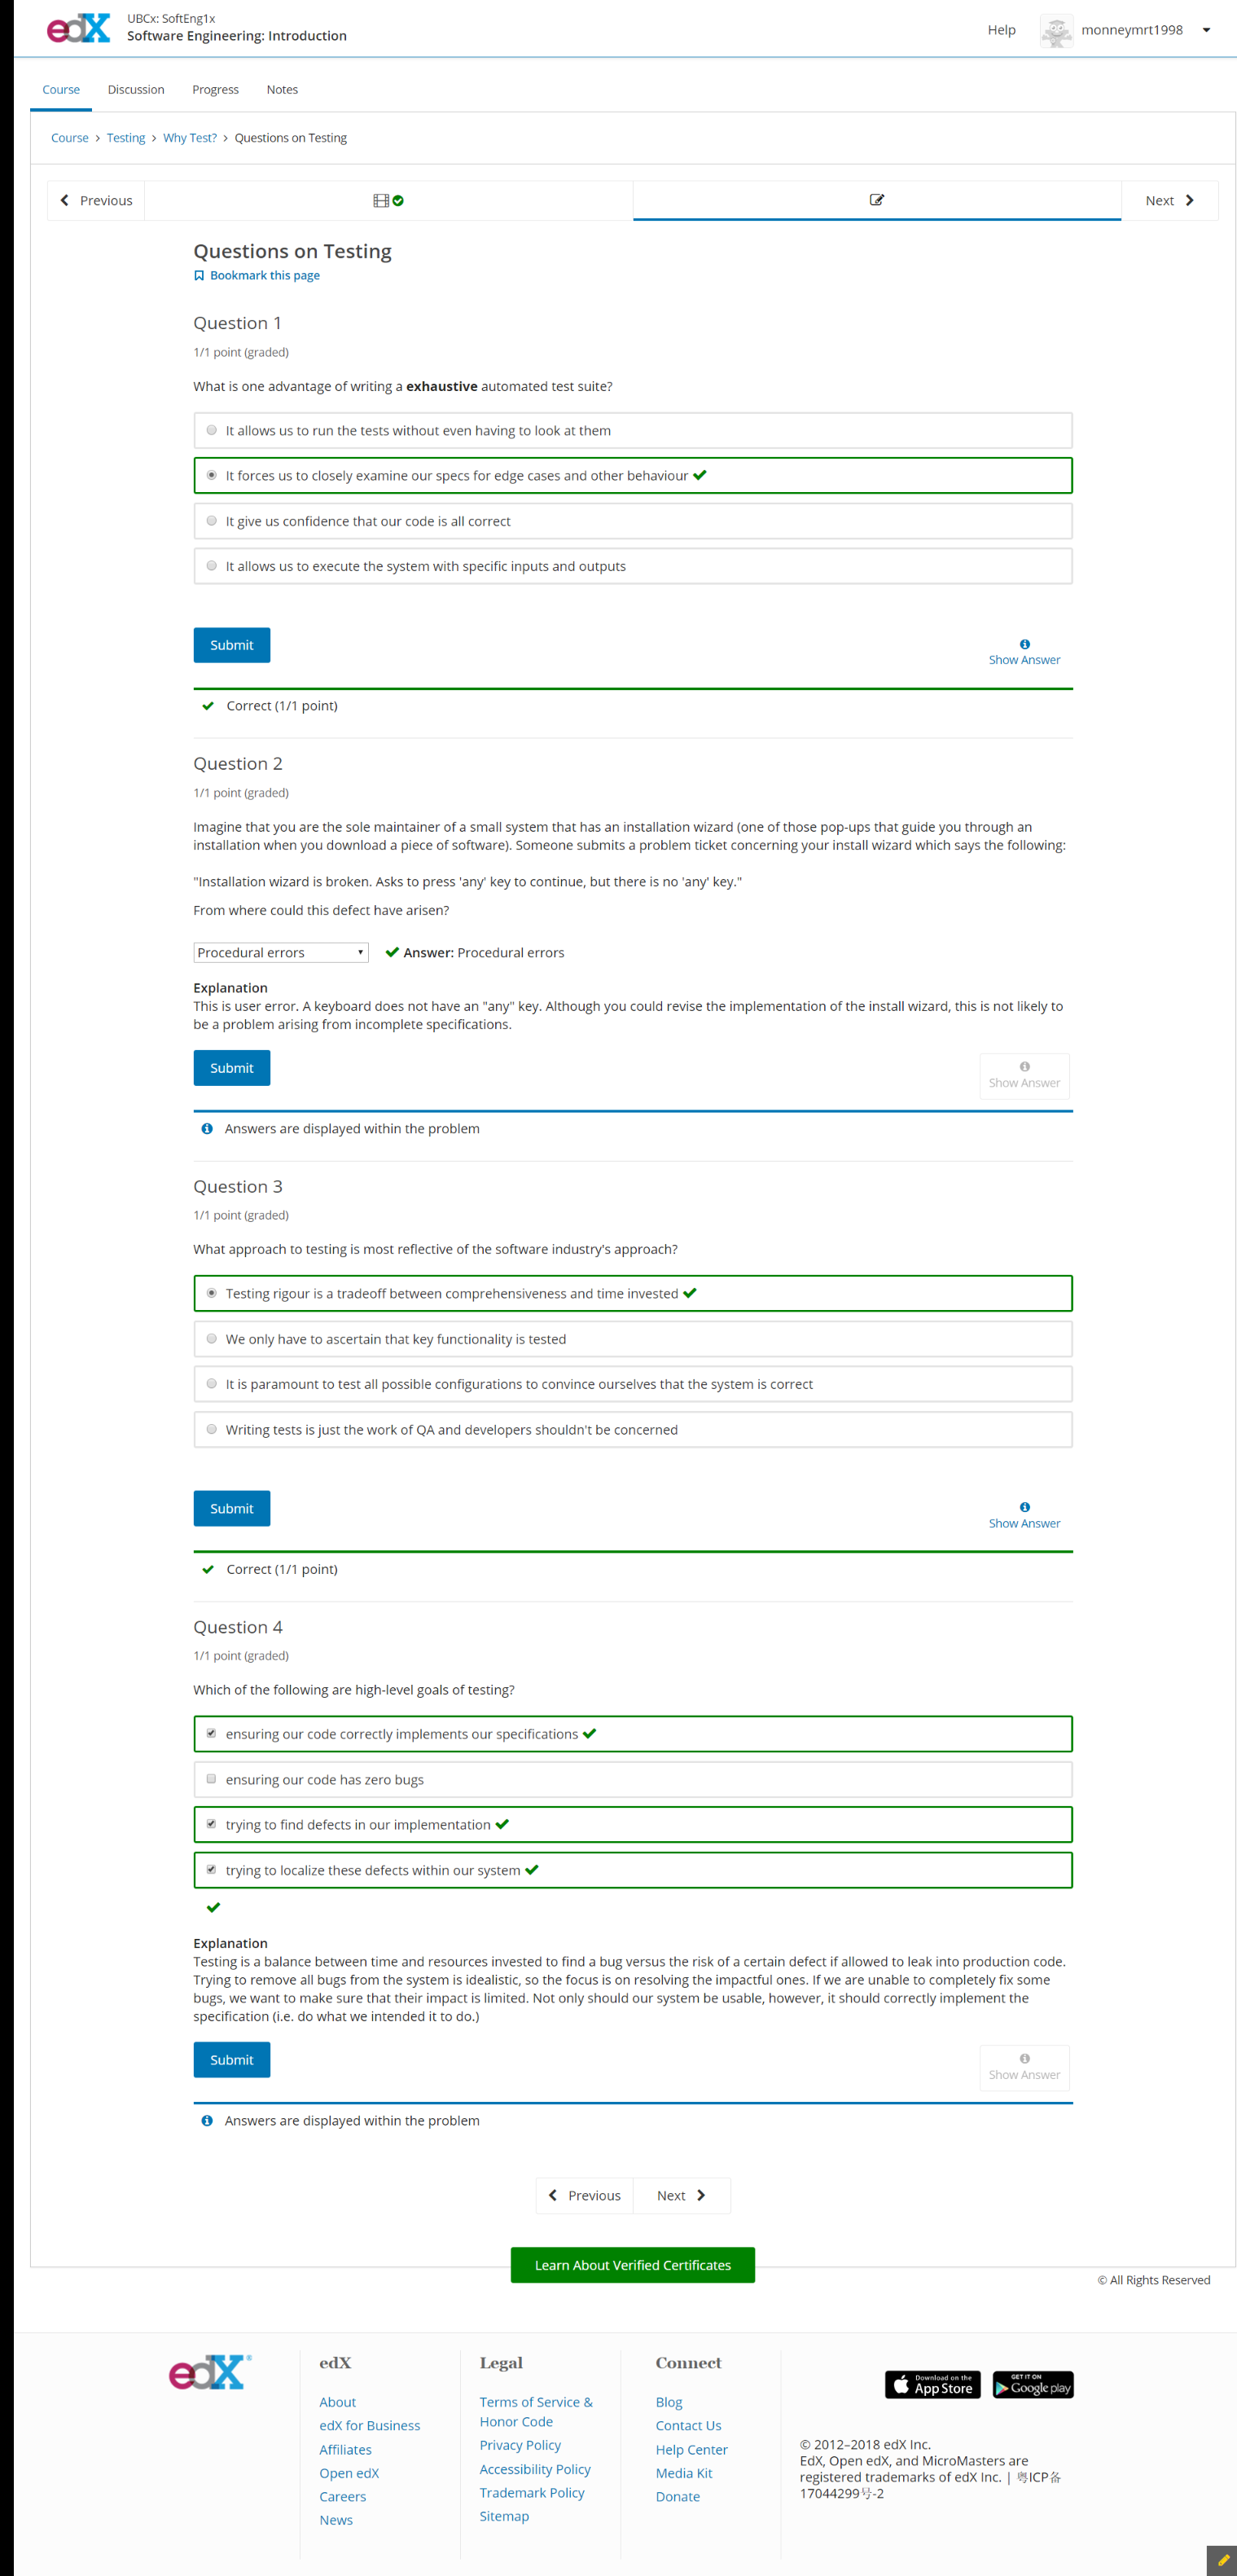 edX
UBCx: SoftEng1x
Software Engineering: Introduction
Help
monneymrt1998
Course
Discussion
Progress
Notes
Course > Testing > Why Test? > Questions on Testing
Previous
Next
Questions on Testing
Bookmark this page
Question 1
1/1 point (graded)
What is one advantage of writing a exhaustive automated test suite?
It allows us to run the tests without even having to look at them
It forces us to closely examine our specs for edge cases and other behaviour
It give us confidence that our code is all correct
It allows us to execute the system with specific inputs and outputs
Submit
Show Answer
Correct (1/1 point)
Question 2
1/1 point (graded)
Imagine that you are the sole maintainer of a small system that has an installation wizard (one of those pop-ups that guide you through an
installation when you download a piece of software). Someone submits a problem ticket concerning your install wizard which says the following:
"Installation wizard is broken. Asks to press 'any' key to continue, but there is no 'any' key."
From where could this defect have arisen?
Procedural errors
Answer: Procedural errors
Explanation
This is user error. A keyboard does not have an "any" key. Although you could revise the implementation of the install wizard, this is not likely to
be a problem arising from incomplete specifications.
Submit
Show Answer
Answers are displayed within the problem
Question 3
1/1 point (graded)
What approach to testing is most reflective of the software industry's approach?
Testing rigour is a tradeoff between comprehensiveness and time invested
We only have to ascertain that key functionality is tested
It is paramount to test all possible configurations to convince ourselves that the system is correct
Writing tests is just the work of QA and developers shouldn't be concerned
Submit
Show Answer
Correct (1/1 point)
Question 4
1/1 point (graded)
Which of the following are high-level goals of testing?
ensuring our code correctly implements our specifications
ensuring our code has zero bugs
trying to find defects in our implementation
trying to localize these defects within our system
Explanation
Testing is a balance between time and resources invested to find a bug versus the risk of a certain defect if allowed to leak into production code.
Trying to remove all bugs from the system is idealistic, so the focus is on resolving the impactful ones. If we are unable to completely fix some
bugs, we want to make sure that their impact is limited. Not only should our system be usable, however, it should correctly implement the
specification (i.e. do what we intended it to do.)
Submit
Show Answer
Answers are displayed within the problem
Previous
Next
Learn About Verified Certificates
© All Rights Reserved
edX
edX
About
edX for Business
Affiliates
Open edX
Careers
News
Legal
Terms of Service &
Honor Code
Privacy Policy
Accessibility Policy
Trademark Policy
Sitemap
Connect
Blog
Contact Us
Help Center
Media Kit
Donate
Download on the
App Store
GET IT ON
Google play
© 2012–2018 edX Inc.
EdX, Open edX, and MicroMasters are
registered trademarks of edX Inc. | 粤ICP备
17044299号-2